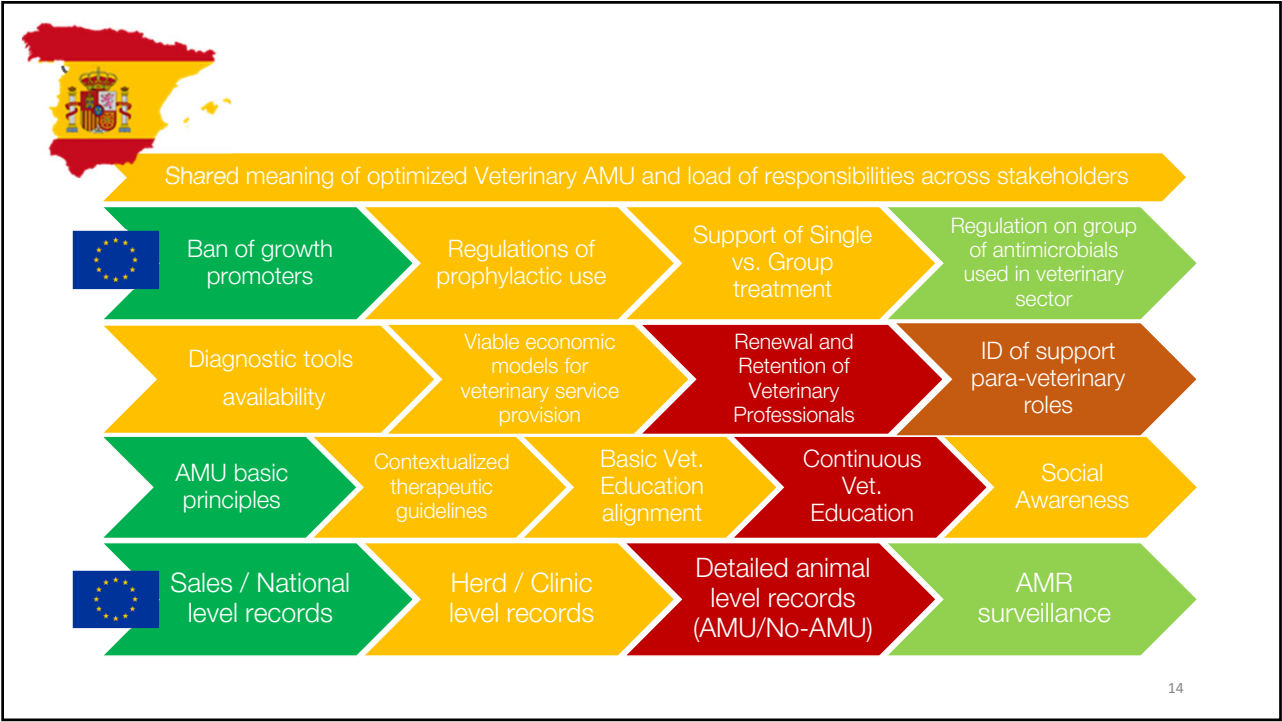 Shared meaning of optimized Veterinary AMU and load of responsibilities across stakeholders
Ban of growth
promoters
Regulations of
prophylactic use
Support of Single
vs. Group
treatment
Regulation on group
of antimicrobials
used in veterinary
sector
Diagnostic tools
availability
Viable economic
models for
veterinary service
provision
Renewal and
Retention of
Veterinary
Professionals
ID of support
para-veterinary
roles
AMU basic
principles
Contextualized
therapeutic
guidelines
Basic Vet.
Education
alignment
Continuous
Vet.
Education
Social
Awareness
Sales / National
level records
Herd / Clinic
level records
Detailed animal
level records
(AMU/No-AMU)
AMR
surveillance
14